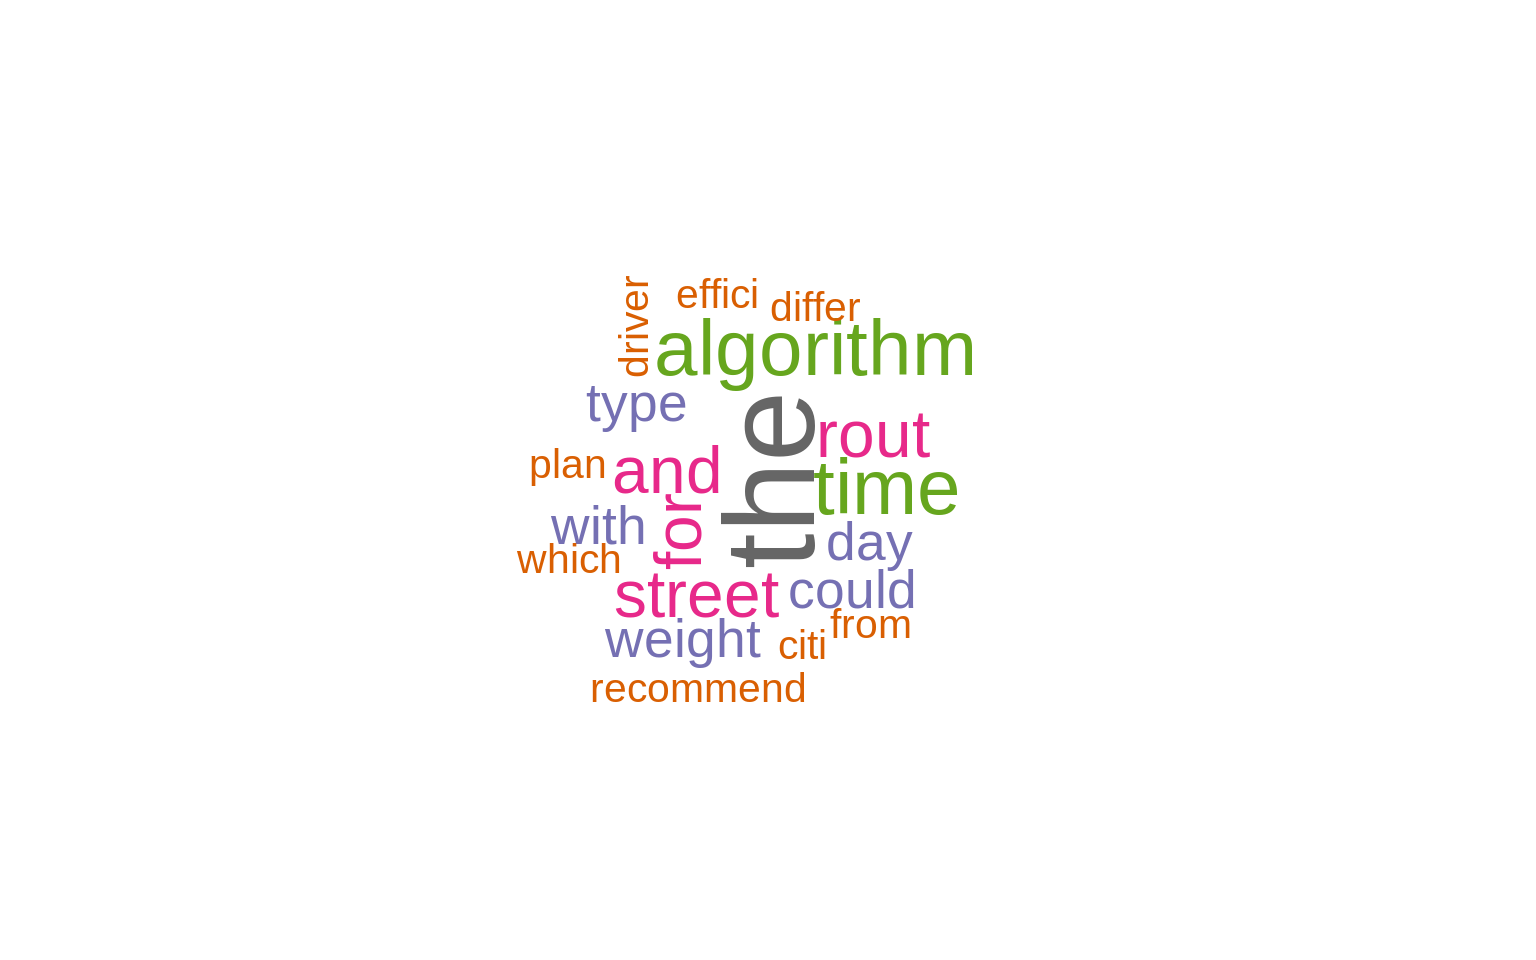 driver
effici
differ
algorithm
type
the
rout
and
plan
time
for
with
day
which
could
street
from
weight
citi
recommend